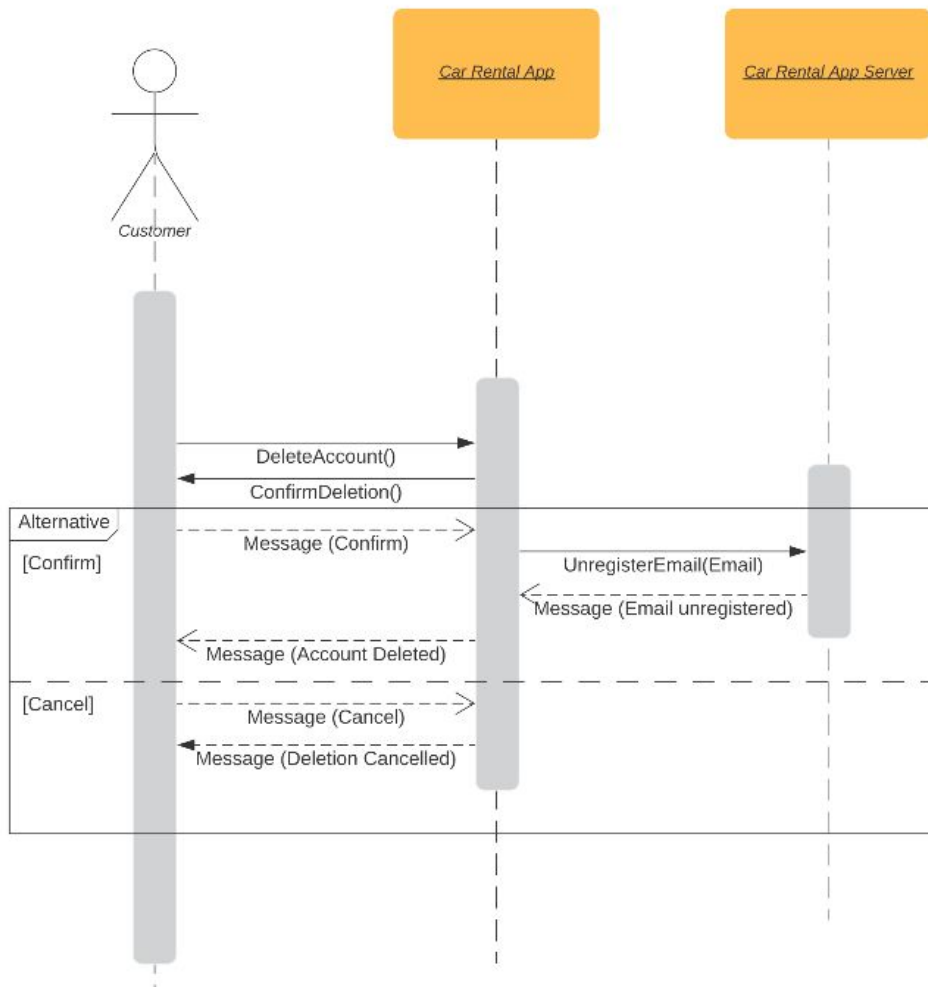 Car Rental App
Car Rental App Server
Customer
DeleteAccount()
ConfirmDeletion()
Alternative
Message (Confirm)
[Confirm]
UnregisterEmail(Email)
Message (Email unregistered)
Message (Account Deleted)
[Cancel]
Message (Cancel)
Message (Deletion Cancelled)